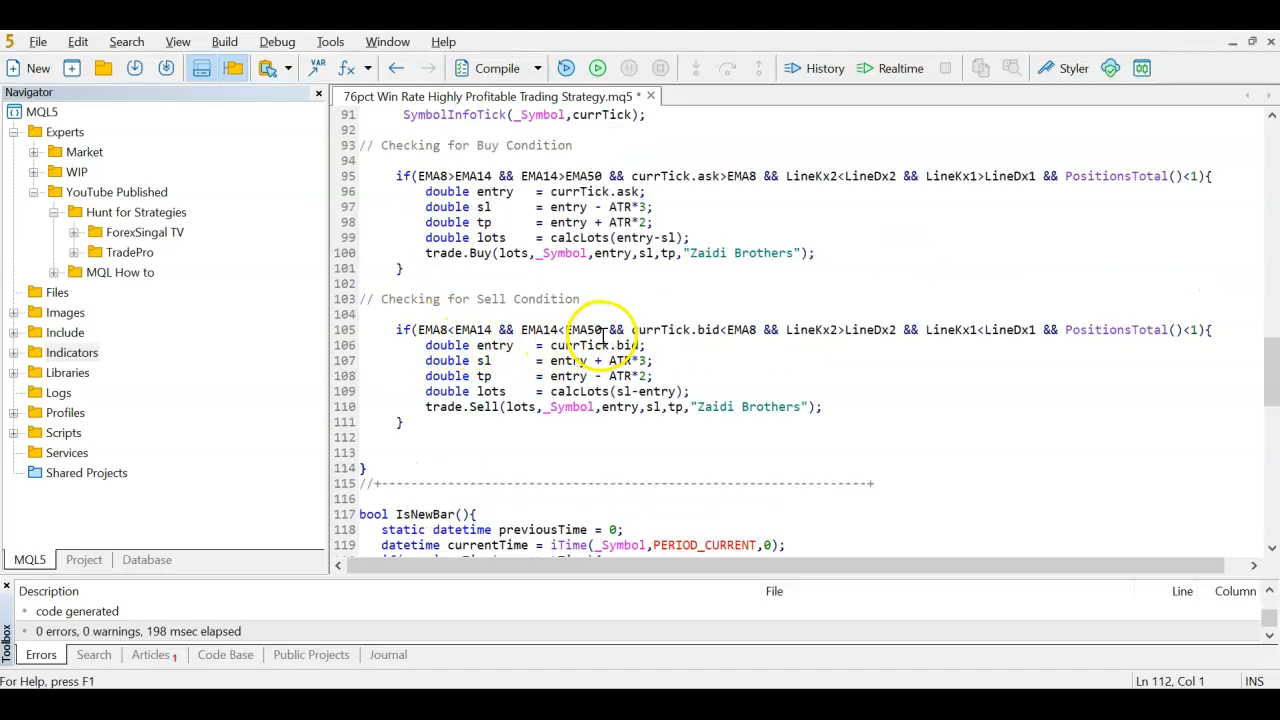 File Edit Search View Build Debug Tools Window Help
New Compile History Realtime Styler
Navigator
76pct Win Rate Highly Profitable Trading Strategy.mq5 *
MQL5
Experts
Market
WIP
YouTube Published
Hunt for Strategies
ForexSingal TV
TradePro
MQL How to
Files
Images
Include
Indicators
Libraries
Logs
Profiles
Scripts
Services
Shared Projects
MQL5 Project Database
91 SymbolInfoTick(_Symbol,currTick);
92
93 // Checking for Buy Condition
94
95 if(EMA8>EMA14 && EMA14>EMA50 && currTick.ask>EMA8 && LineKx2<LineDx2 && LineKx1>LineDx1 && PositionsTotal()<1){
96 double entry = currTick.ask;
97 double sl = entry - ATR*3;
98 double tp = entry + ATR*2;
99 double lots = calcLots(entry-sl);
100 trade.Buy(lots,_Symbol,entry,sl,tp,"Zaidi Brothers");
101 }
102
103 // Checking for Sell Condition
104
105 if(EMA8<EMA14 && EMA14<EMA50 && currTick.bid<EMA8 && LineKx2>LineDx2 && LineKx1<LineDx1 && PositionsTotal()<1){
106 double entry = currTick.bid;
107 double sl = entry + ATR*3;
108 double tp = entry - ATR*2;
109 double lots = calcLots(sl-entry);
110 trade.Sell(lots,_Symbol,entry,sl,tp,"Zaidi Brothers");
111 }
112
113
114 }
115 //+------------------------------------------------------------------+
116
117 bool IsNewBar(){
118 static datetime previousTime = 0;
119 datetime currentTime = iTime(_Symbol,PERIOD_CURRENT,0);
Description File Line Column
code generated
0 errors, 0 warnings, 198 msec elapsed
Toolbox
Errors Search Articles 1 Code Base Public Projects Journal
For Help, press F1 Ln 112, Col 1 INS